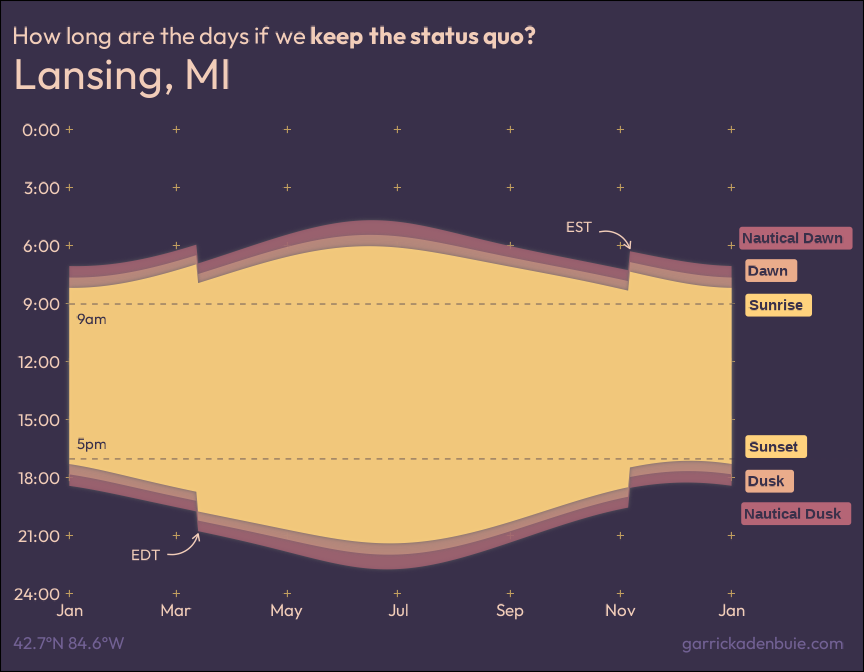 How long are the days if we keep the status quo?
Lansing, MI
0:00
3:00
EST
Nautical Dawn
6:00
Dawn
9:00
Sunrise
9am
12:00
15:00
5pm
Sunset
18:00
Dusk
Nautical Dusk
21:00
EDT
24:00
Jan Mar May Jul Sep Nov Jan
42.7°N 84.6°W
garrickadenbuie.com